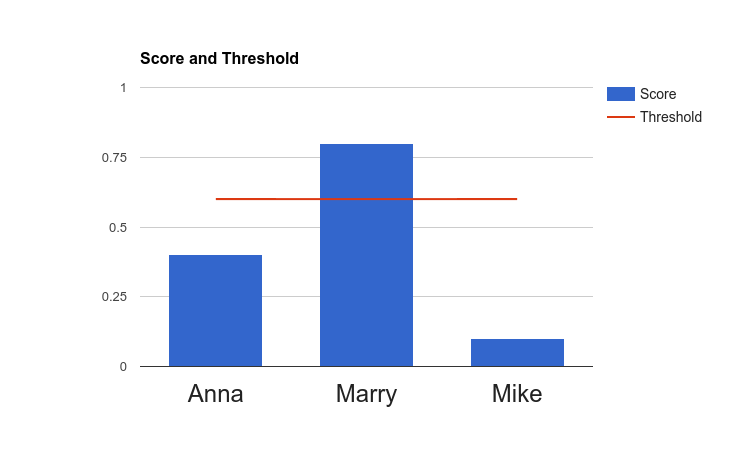 Score and Threshold
1
0.75
0.5
0.25
0
Anna Marry Mike
Score
Threshold